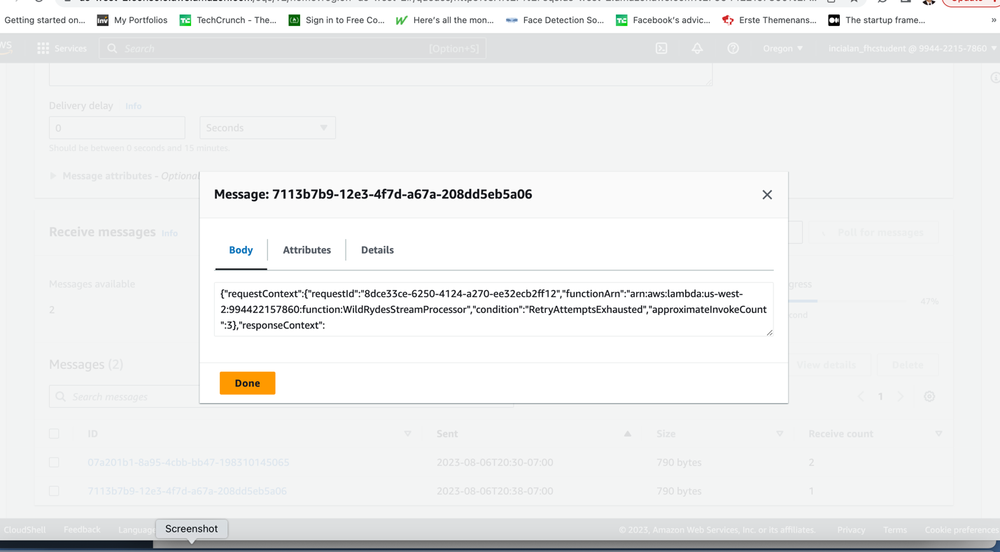 Getting started on... My Portfolios TechCrunch - The... Sign in to Free Co... Here's all the mon... Face Detection So... Facebook's advic... Erste Themenans... The startup frame... »
Services Search [Option+S] Oregon incialan_fhcstudent @ 9944-2215-7860
Delivery delay Info
0 Seconds
Should be between 0 seconds and 15 minutes.
Message attributes - Optional
Message: 7113b7b9-12e3-4f7d-a67a-208dd5eb5a06
Receive messages Info
Poll for messages
Body Attributes Details
Messages available
2
47%
{"requestContext":{"requestId":"8dce33ce-6250-4124-a270-ee32ecb2ff12","functionArn":"arn:aws:lambda:us-west-
2:994422157860:function:WildRydesStreamProcessor","condition":"RetryAttemptsExhausted","approximateInvokeCount
":3},"responseContext":
Messages (2)
View details Delete
Done
Search messages 1
ID Sent Size Receive count
07a201b1-8a95-4cbb-bb47-198310145065 2023-08-06T20:30-07:00 790 bytes 2
7113b7b9-12e3-4f7d-a67a-208dd5eb5a06 2023-08-06T20:38-07:00 790 bytes 1
CloudShell Feedback Language © 2023, Amazon Web Services, Inc. or its affiliates. Privacy Terms Cookie preferences
Screenshot